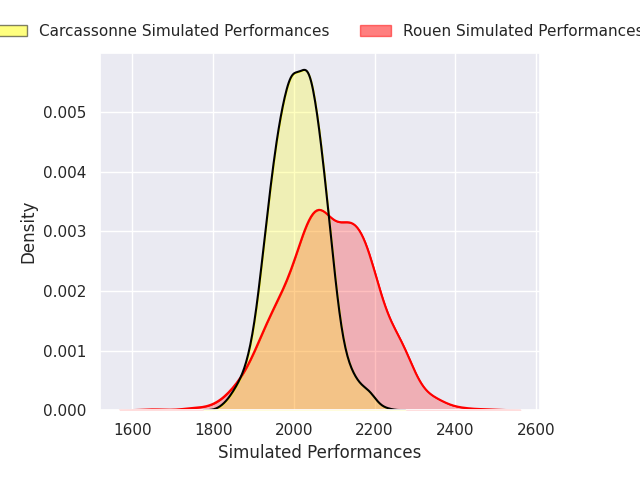 Carcassonne Simulated Performances Rouen Simulated Performances
0.005
0.004
0.003
0.002
0.001
0.000
Density
1600 1800 2000 2200 2400 2600
Simulated Performances